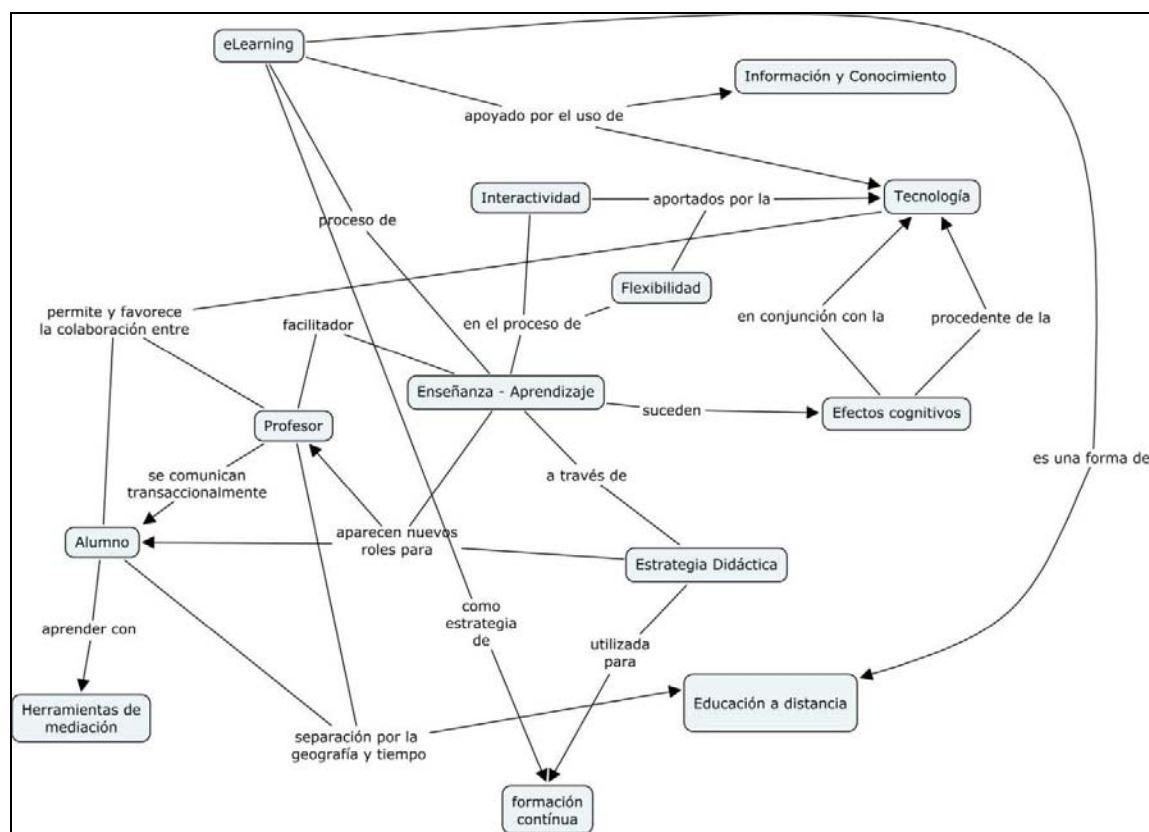 eLearning
Información y Conocimiento
apoyado por el uso de
Interactividad
aportados por la
Tecnología
proceso de
Flexibilidad
permite y favorece
la colaboración entre
facilitador
en el proceso de
en conjunción con la
procedente de la
Enseñanza - Aprendizaje
suceden
Efectos cognitivos
Profesor
es una forma de
se comunican
transaccionalmente
a través de
Alumno
aparecen nuevos
roles para
Estrategia Didáctica
aprender con
como
estrategia
de
utilizada
para
Herramientas de
mediación
Educación a distancia
separación por la
geografía y tiempo
formación
contínua